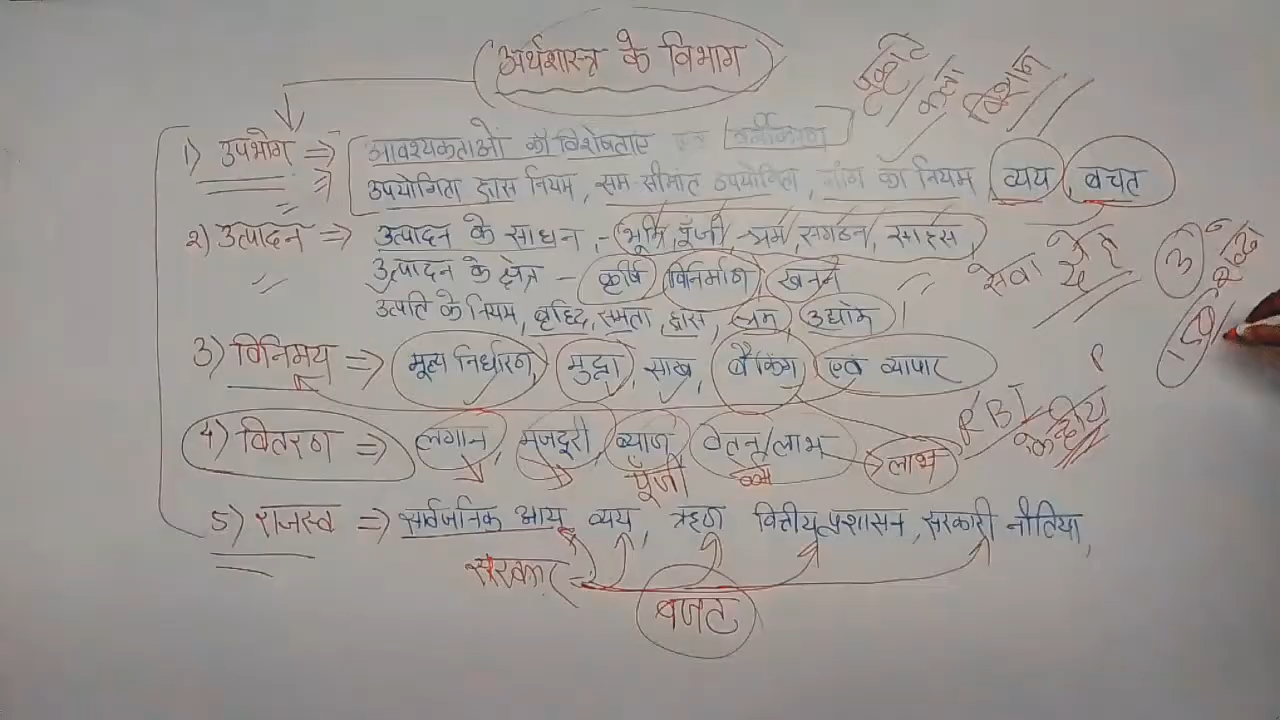 अर्थशास्त्र के विभाग
1) उपभोग => आवश्यकताओं की विशेषताए एवं वर्गीकरण
उपयोगिता ह्रास नियम, सम-सीमांत उपयोगिता, मांग का नियम, व्यय, बचत
2) उत्पादन => उत्पादन के साधन, - (भूमि, पूँजी, श्रम, संगठन, साहस)
उत्पादन के क्षेत्र - कृषि, विनिर्माण, खनन
उत्पत्ति के नियम, वृद्धि, समता, ह्रास, श्रम, उद्योग।
सेवा क्षेत्र
3) विनिमय => मूल्य निर्धारण, मुद्रा, साख, बैंकिंग एवं व्यापार
4) वितरण => लगान, मजदूरी, ब्याज, वेतन/लाभ
पूँजी
लाभ
RBI केन्द्रीय
5) राजस्व => सार्वजनिक आय, व्यय, ऋण वित्तीय प्रशासन, सरकारी नीतिया,
सरकार
बजट